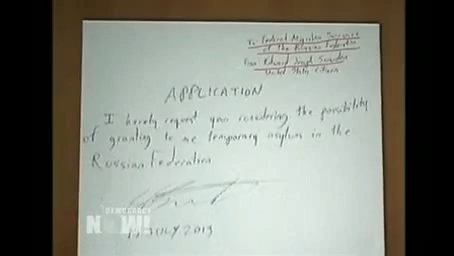 To Federal Migration Service
of the Russian Federation
From Edward Joseph Snowden
United States citizen
APPLICATION
I hereby request you considering the possibility
of granting to me temporary asylum in the
Russian Federation
DEMOCRACY
NOW!
JULY 2013